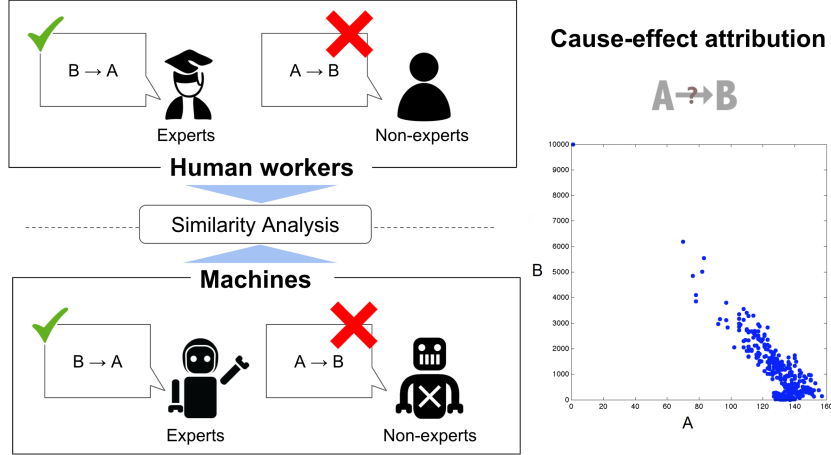 B → A
A → B
Experts
Non-experts
Human workers
Similarity Analysis
Machines
B → A
A → B
Experts
Non-experts
Cause-effect attribution
A→?B
10000
9000
8000
7000
6000
5000
4000
3000
2000
1000
0
B
0 20 40 60 80 100 120 140 160
A